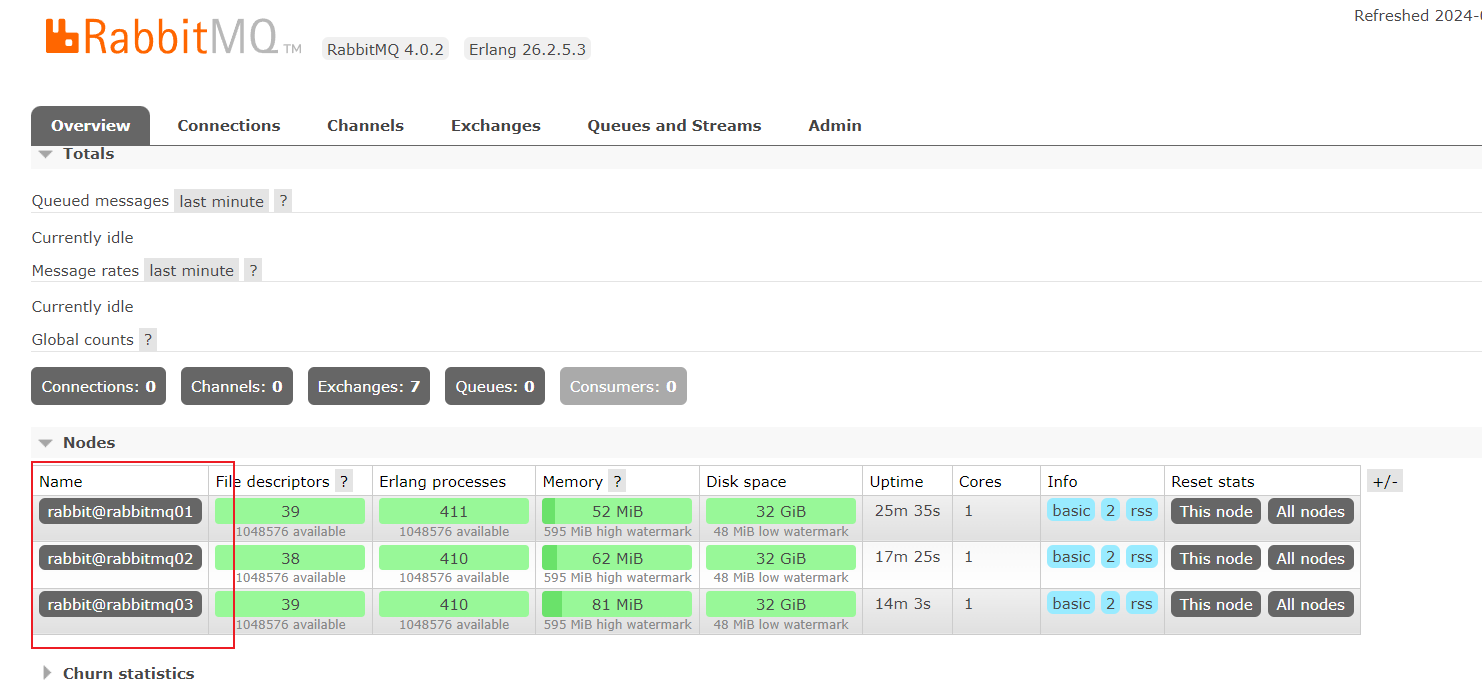 Refreshed 2024-
RabbitMQ TM RabbitMQ 4.0.2 Erlang 26.2.5.3
Overview Connections Channels Exchanges Queues and Streams Admin
Totals
Queued messages last minute ?
Currently idle
Message rates last minute ?
Currently idle
Global counts ?
Connections: 0 Channels: 0 Exchanges: 7 Queues: 0 Consumers: 0
Nodes
Name File descriptors ? Erlang processes Memory ? Disk space Uptime Cores Info Reset stats +/-
rabbit@rabbitmq01 39 411 52 MiB 32 GiB 25m 35s 1 basic 2 rss This node All nodes
1048576 available 1048576 available 595 MiB high watermark 48 MiB low watermark
rabbit@rabbitmq02 38 410 62 MiB 32 GiB 17m 25s 1 basic 2 rss This node All nodes
1048576 available 1048576 available 595 MiB high watermark 48 MiB low watermark
rabbit@rabbitmq03 39 410 81 MiB 32 GiB 14m 3s 1 basic 2 rss This node All nodes
1048576 available 1048576 available 595 MiB high watermark 48 MiB low watermark
Churn statistics